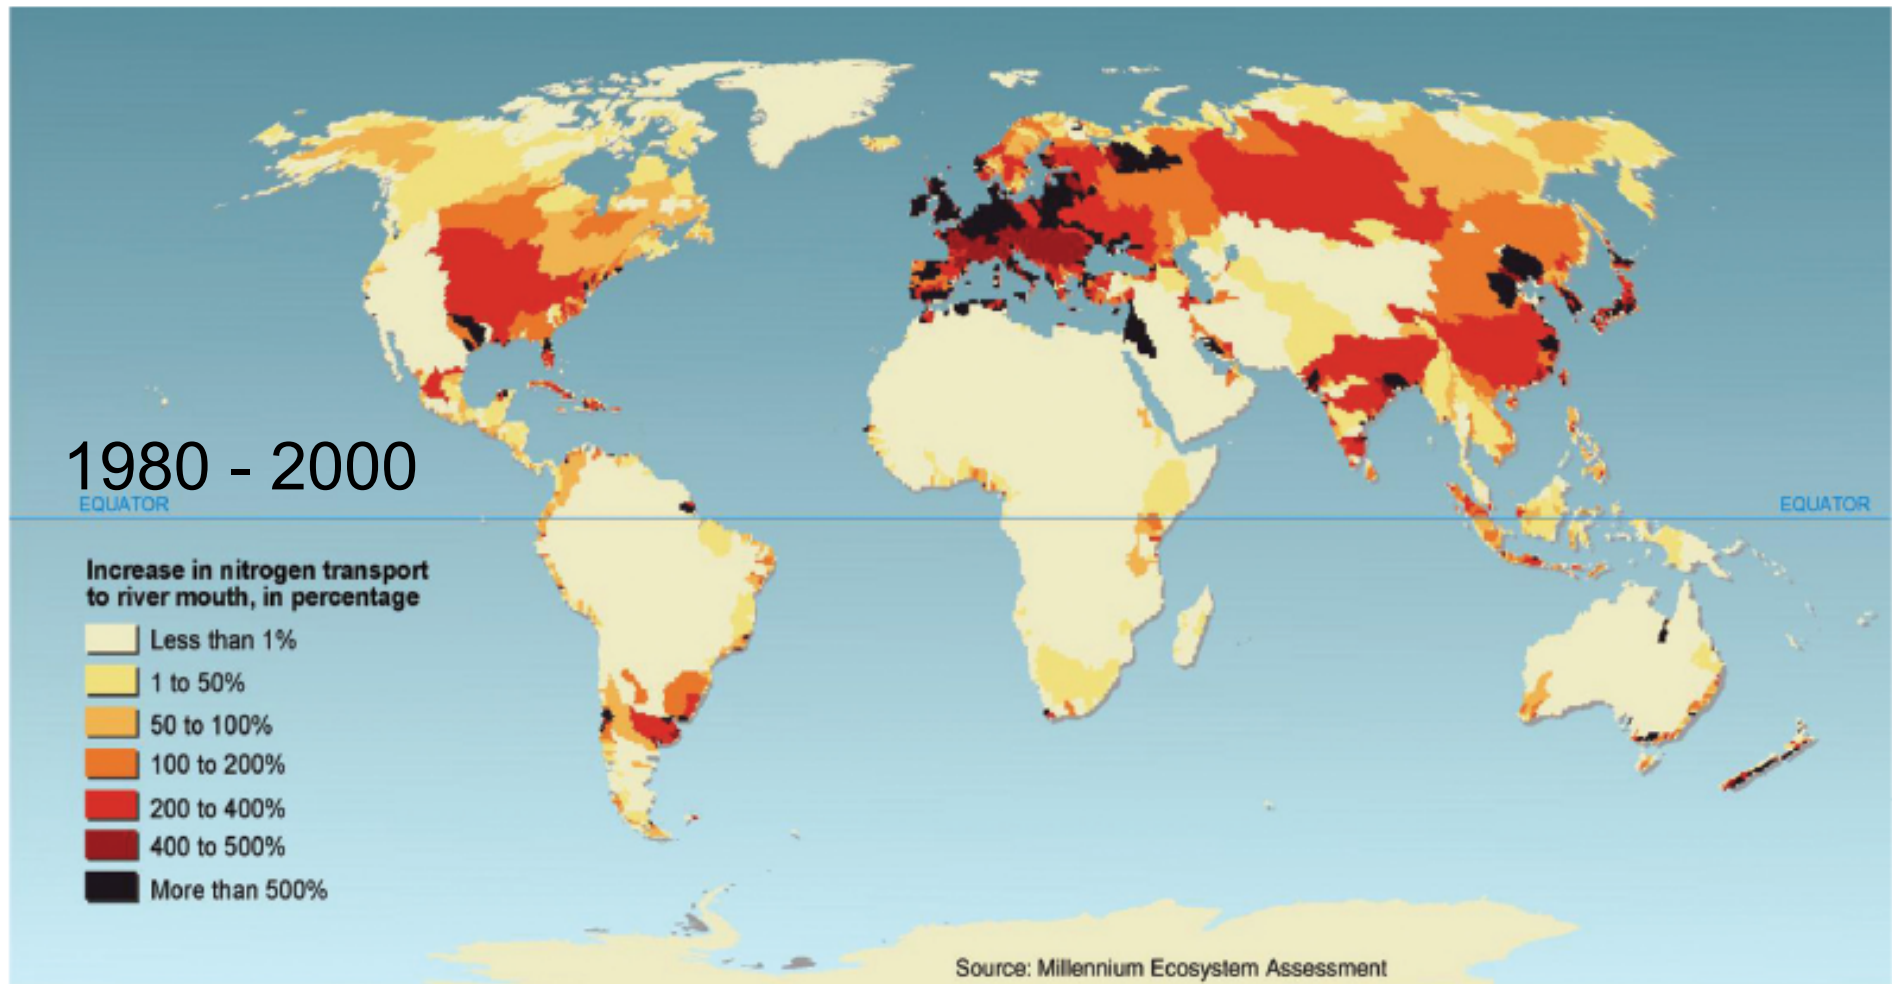 1980 - 2000
EQUATOR
EQUATOR
Increase in nitrogen transport
to river mouth, in percentage
Less than 1%
1 to 50%
50 to 100%
100 to 200%
200 to 400%
400 to 500%
More than 500%
Source: Millennium Ecosystem Assessment